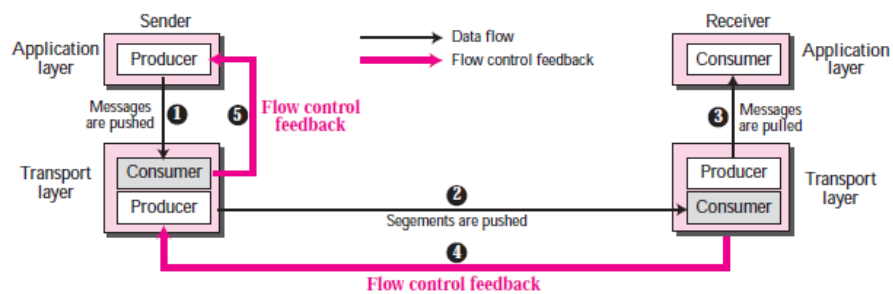 Sender
Receiver
Application
layer
Producer
Data flow
Flow control feedback
Consumer
Application
layer
Messages
are pushed
1
5
Flow control
feedback
3
Messages
are pulled
Transport
layer
Consumer
Producer
2
Segements are pushed
Producer
Consumer
Transport
layer
4
Flow control feedback